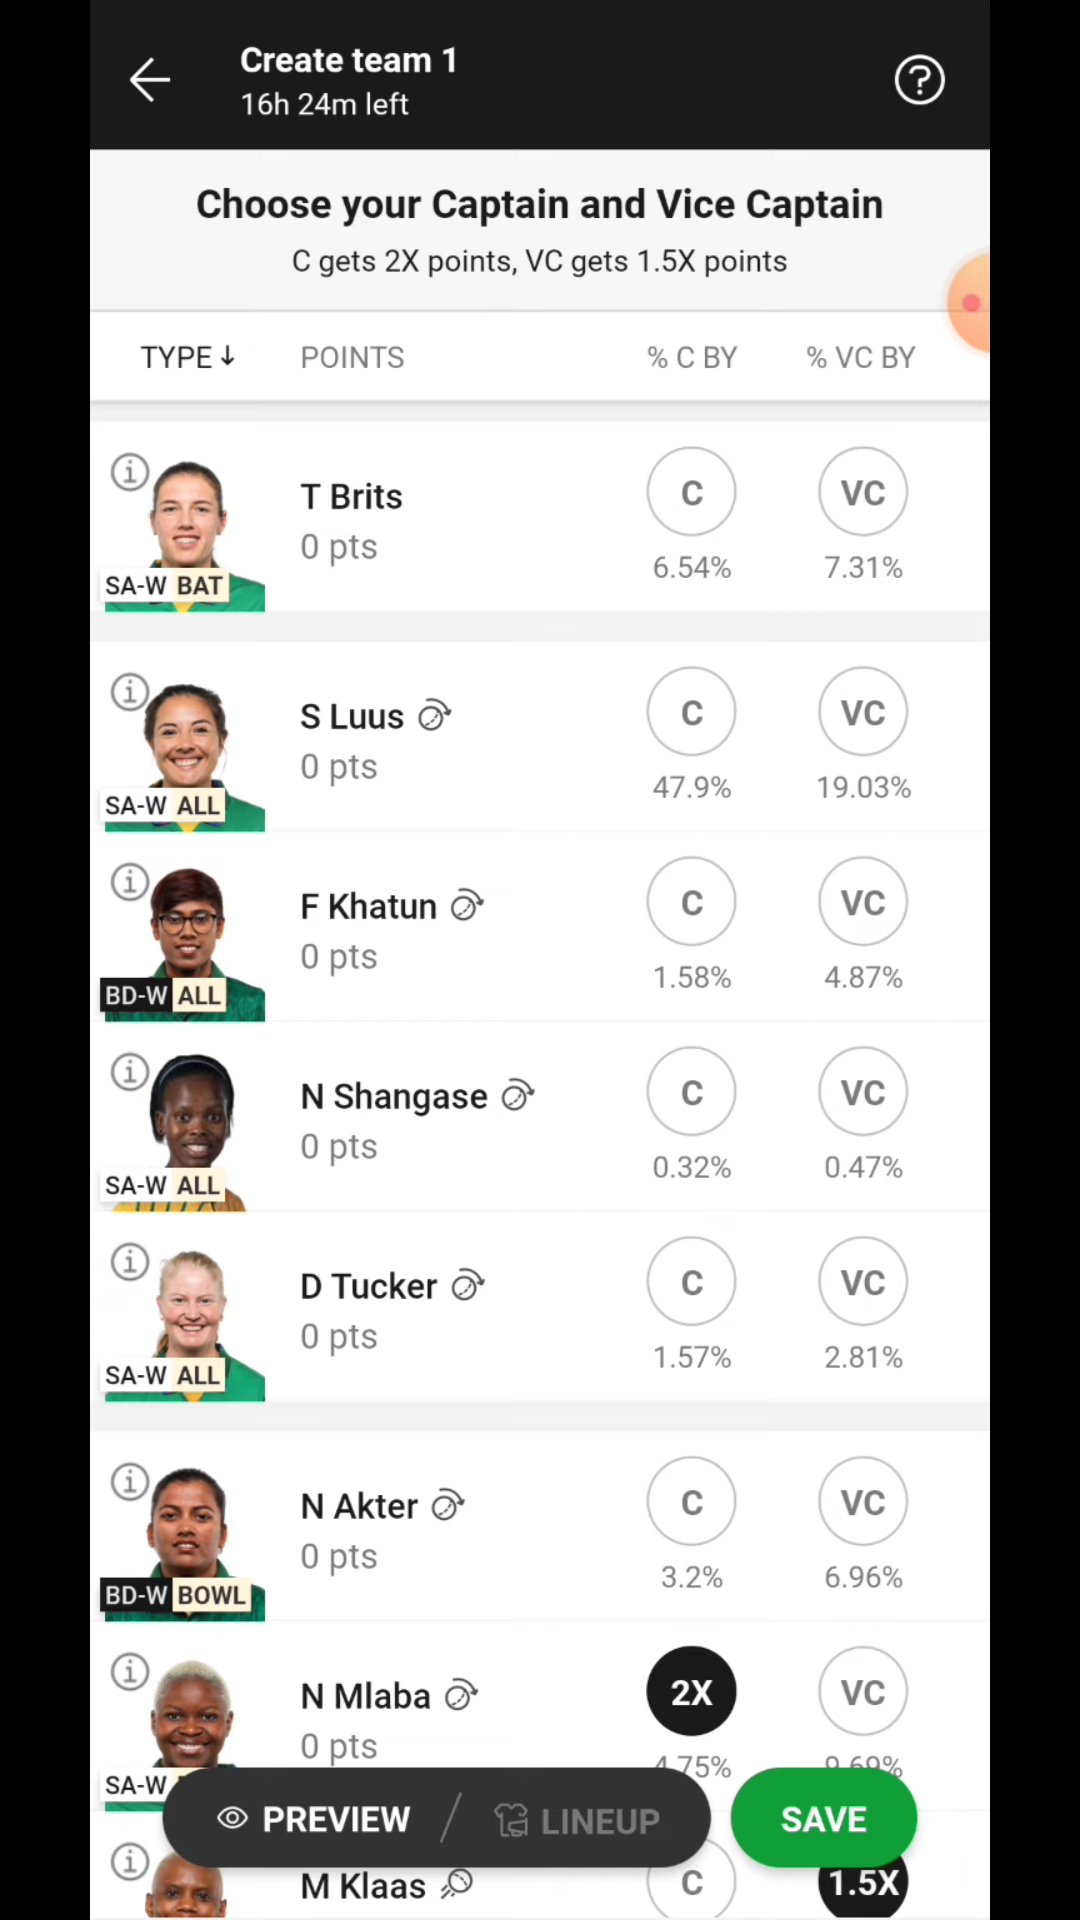 Create team 1
16h 24m left
Choose your Captain and Vice Captain
C gets 2X points, VC gets 1.5X points
TYPE↓ POINTS % C BY % VC BY
T Brits C VC
0 pts 6.54% 7.31%
SA-W BAT
S Luus C VC
0 pts 47.9% 19.03%
SA-W ALL
F Khatun C VC
0 pts 1.58% 4.87%
BD-W ALL
N Shangase C VC
0 pts 0.32% 0.47%
SA-W ALL
D Tucker C VC
0 pts 1.57% 2.81%
SA-W ALL
N Akter C VC
0 pts 3.2% 6.96%
BD-W BOWL
N Mlaba 2X VC
0 pts 4.75% 9.69%
SA-W
PREVIEW / LINEUP SAVE
M Klaas C 1.5X